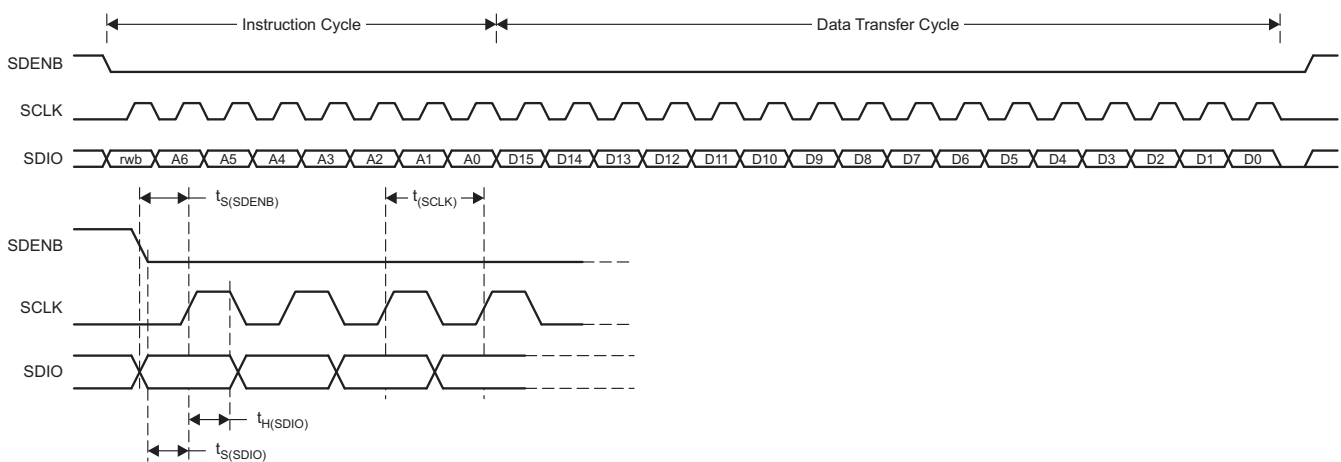 Instruction Cycle Data Transfer Cycle
SDENB
SCLK
SDIO rwb A6 A5 A4 A3 A2 A1 A0 D15 D14 D13 D12 D11 D10 D9 D8 D7 D6 D5 D4 D3 D2 D1 D0
tS(SDENB) t(SCLK)
SDENB
SCLK
SDIO
tH(SDIO)
tS(SDIO)